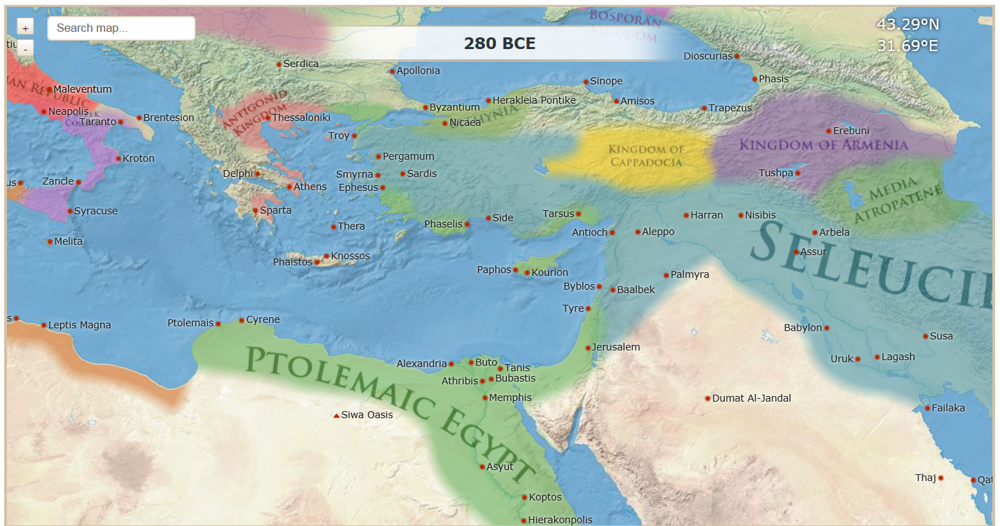 +
Search map...
-
280 BCE
43.29°N
31.69°E
BOSPORAN
KINGDOM
Dioscurias
Serdica
Apollonia
Phasis
Sinope
Maleventum
Herakleia Pontike
Amisos
REPUBLIC
ANTIGONID
KINGDOM
Byzantium
Trapezus
Neapolis
Taranto
Brentesion
Thessaloniki
Nicaea
Erebuni
Troy
KINGDOM OF
CAPPADOCIA
KINGDOM OF ARMENIA
Kroton
Pergamum
Delphi
Smyrna
Sardis
Tushpa
Zancle
Athens
Ephesus
MEDIA
ATROPATENE
Syracuse
Sparta
Thera
Phaselis
Side
Tarsus
Harran
Nisibis
Melita
Antioch
Aleppo
Arbela
SELEUCI
Assur
Phaistos
Knossos
Paphos
Kourion
Palmyra
Byblos
Baalbek
Tyre
Leptis Magna
Ptolemais
Cyrene
Babylon
Susa
PTOLEMAIC EGYPT
Jerusalem
Alexandria
Buto
Tanis
Uruk
Lagash
Athribis
Bubastis
Memphis
Dumat Al-Jandal
Failaka
Siwa Oasis
Asyut
Thaj
Qat
Koptos
Hierakonpolis